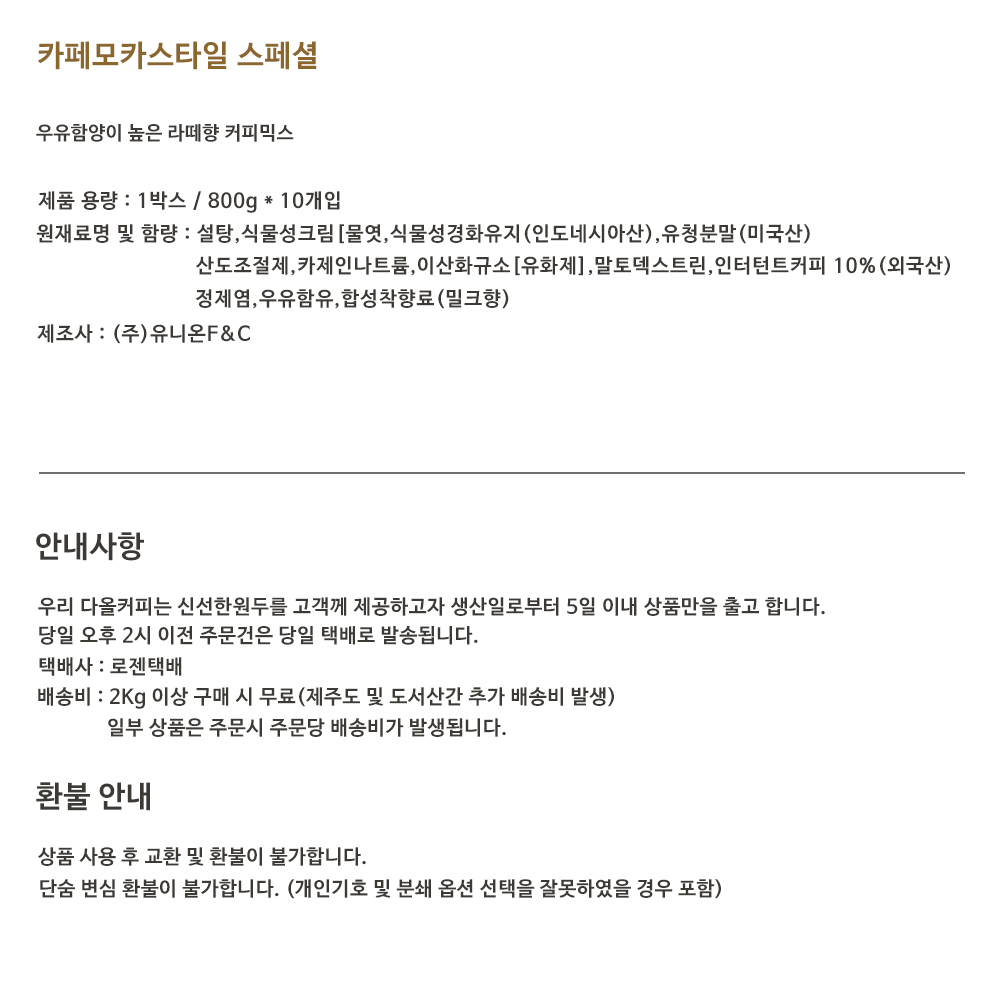 카페모카스타일 스페셜
우유함양이 높은 라떼향 커피믹스
제품 용량 : 1박스 / 800g * 10개입
원재료명 및 함량 : 설탕,식물성크림[물엿,식물성경화유지(인도네시아산),유청분말(미국산)
산도조절제,카제인나트륨,이산화규소[유화제],말토덱스트린,인터턴트커피 10%(외국산)
정제염,우유함유,합성착향료(밀크향)
제조사 : (주)유니온F&C
안내사항
우리 다올커피는 신선한원두를 고객께 제공하고자 생산일로부터 5일 이내 상품만을 출고 합니다.
당일 오후 2시 이전 주문건은 당일 택배로 발송됩니다.
택배사 : 로젠택배
배송비 : 2Kg 이상 구매 시 무료(제주도 및 도서산간 추가 배송비 발생)
일부 상품은 주문시 주문당 배송비가 발생됩니다.
환불 안내
상품 사용 후 교환 및 환불이 불가합니다.
단숨 변심 환불이 불가합니다. (개인기호 및 분쇄 옵션 선택을 잘못하였을 경우 포함)